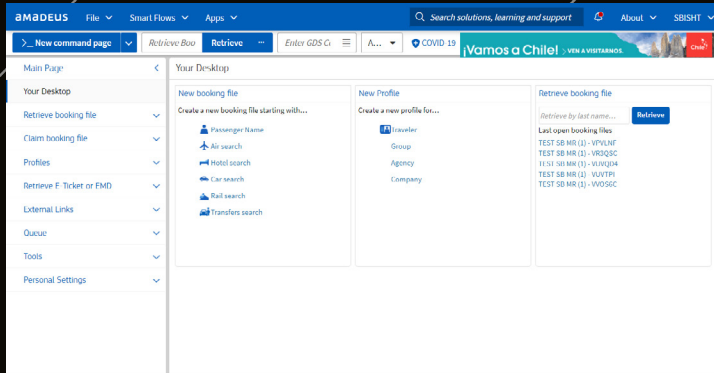 amadeus File Smart Flows Apps Search solutions, learning and support About SBISHT
>_ New command page Retrieve Boo Retrieve ... Enter GDS A... COVID-19 ¡Vamos a Chile! > VEN A VISITARNOS. Chile
Main Page
Your Desktop
Retrieve booking file
Claim booking file
Profiles
Retrieve E-Ticket or EMD
External Links
Queue
Tools
Personal Settings
Your Desktop
New booking file
Create a new booking file starting with...
Passenger Name
Air search
Hotel search
Car search
Rail search
Transfers search
New Profile
Create a new profile for...
Traveler
Group
Agency
Company
Retrieve booking file
Retrieve by last name... Retrieve
Last open booking files
TEST SB MR (1) - VPVLNF
TEST SB MR (1) - VR3QSC
TEST SB MR (1) - VUVQD4
TEST SB MR (1) - VUVTPI
TEST SB MR (1) - VVOS6C